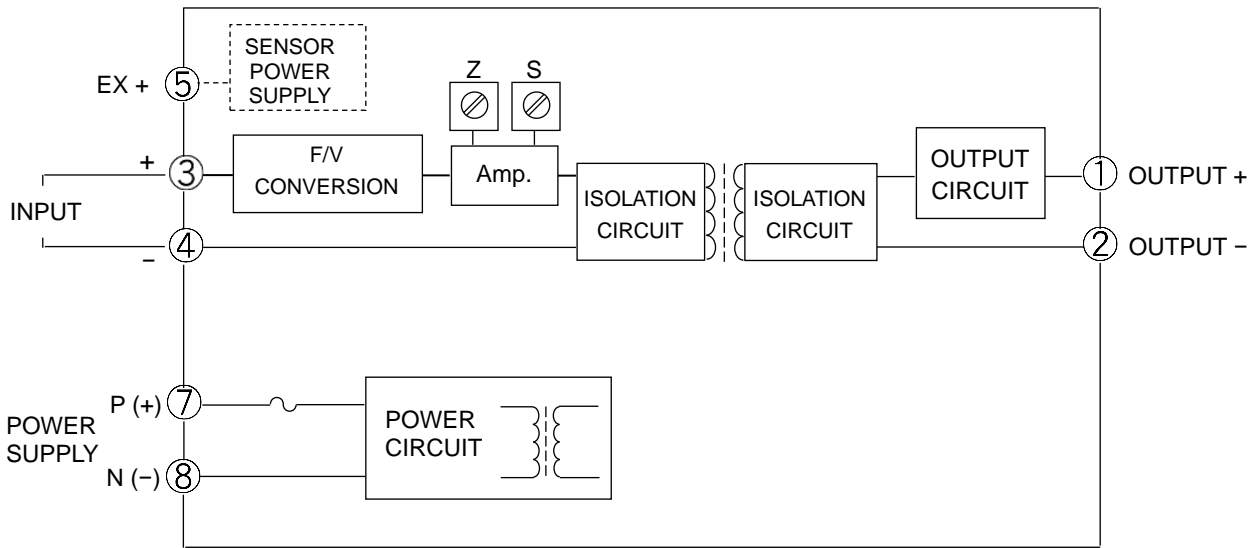 SENSOR
POWER
SUPPLY
EX +
5
Z
S
+
3
F/V
CONVERSION
Amp.
INPUT
4
−
ISOLATION
CIRCUIT
ISOLATION
CIRCUIT
OUTPUT
CIRCUIT
1
OUTPUT +
2
OUTPUT −
POWER
SUPPLY
P (+)
7
N (−)
8
POWER
CIRCUIT